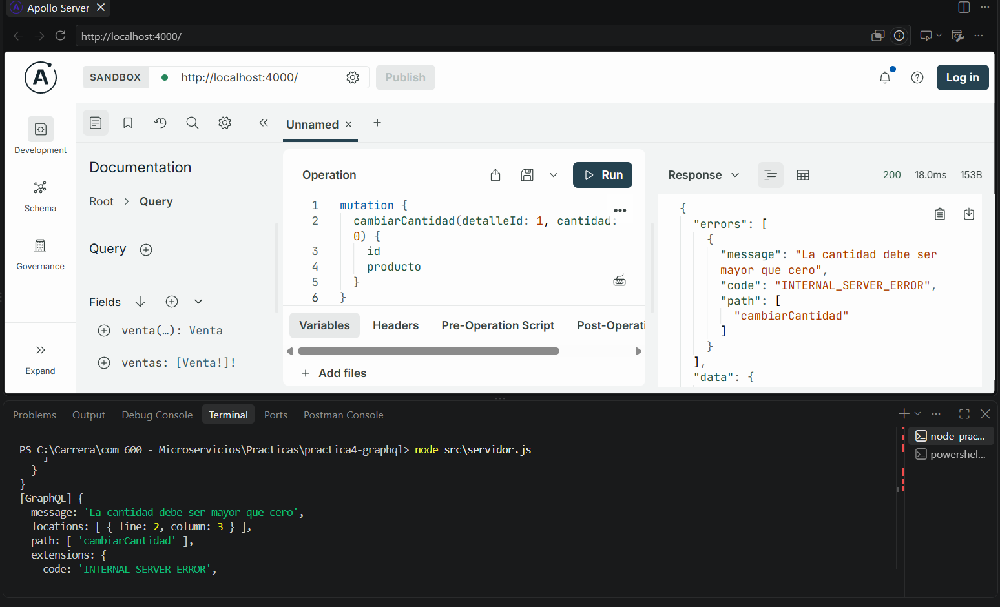 Apollo Server
http://localhost:4000/
SANDBOX
http://localhost:4000/
Publish
Log in
Development
Schema
Governance
Expand
Unnamed
Documentation
Root > Query
Query
Fields
venta(…): Venta
ventas: [Venta!]!
Operation
Run
1 mutation {
2 cambiarCantidad(detalleId: 1, cantidad:
0) {
3 id
4 producto
5 }
6 }
Variables Headers Pre-Operation Script Post-Operati
+ Add files
Response
200 18.0ms 153B
{
"errors": [
{
"message": "La cantidad debe ser
mayor que cero",
"code": "INTERNAL_SERVER_ERROR",
"path": [
"cambiarCantidad"
]
}
],
"data": {
Problems Output Debug Console Terminal Ports Postman Console
PS C:\Carrera\com 600 - Microservicios\Practicas\practica4-graphql> node src\servidor.js
]
}
}
[GraphQL] {
message: 'La cantidad debe ser mayor que cero',
locations: [ { line: 2, column: 3 } ],
path: [ 'cambiarCantidad' ],
extensions: {
code: 'INTERNAL_SERVER_ERROR',
node prac...
powershel...